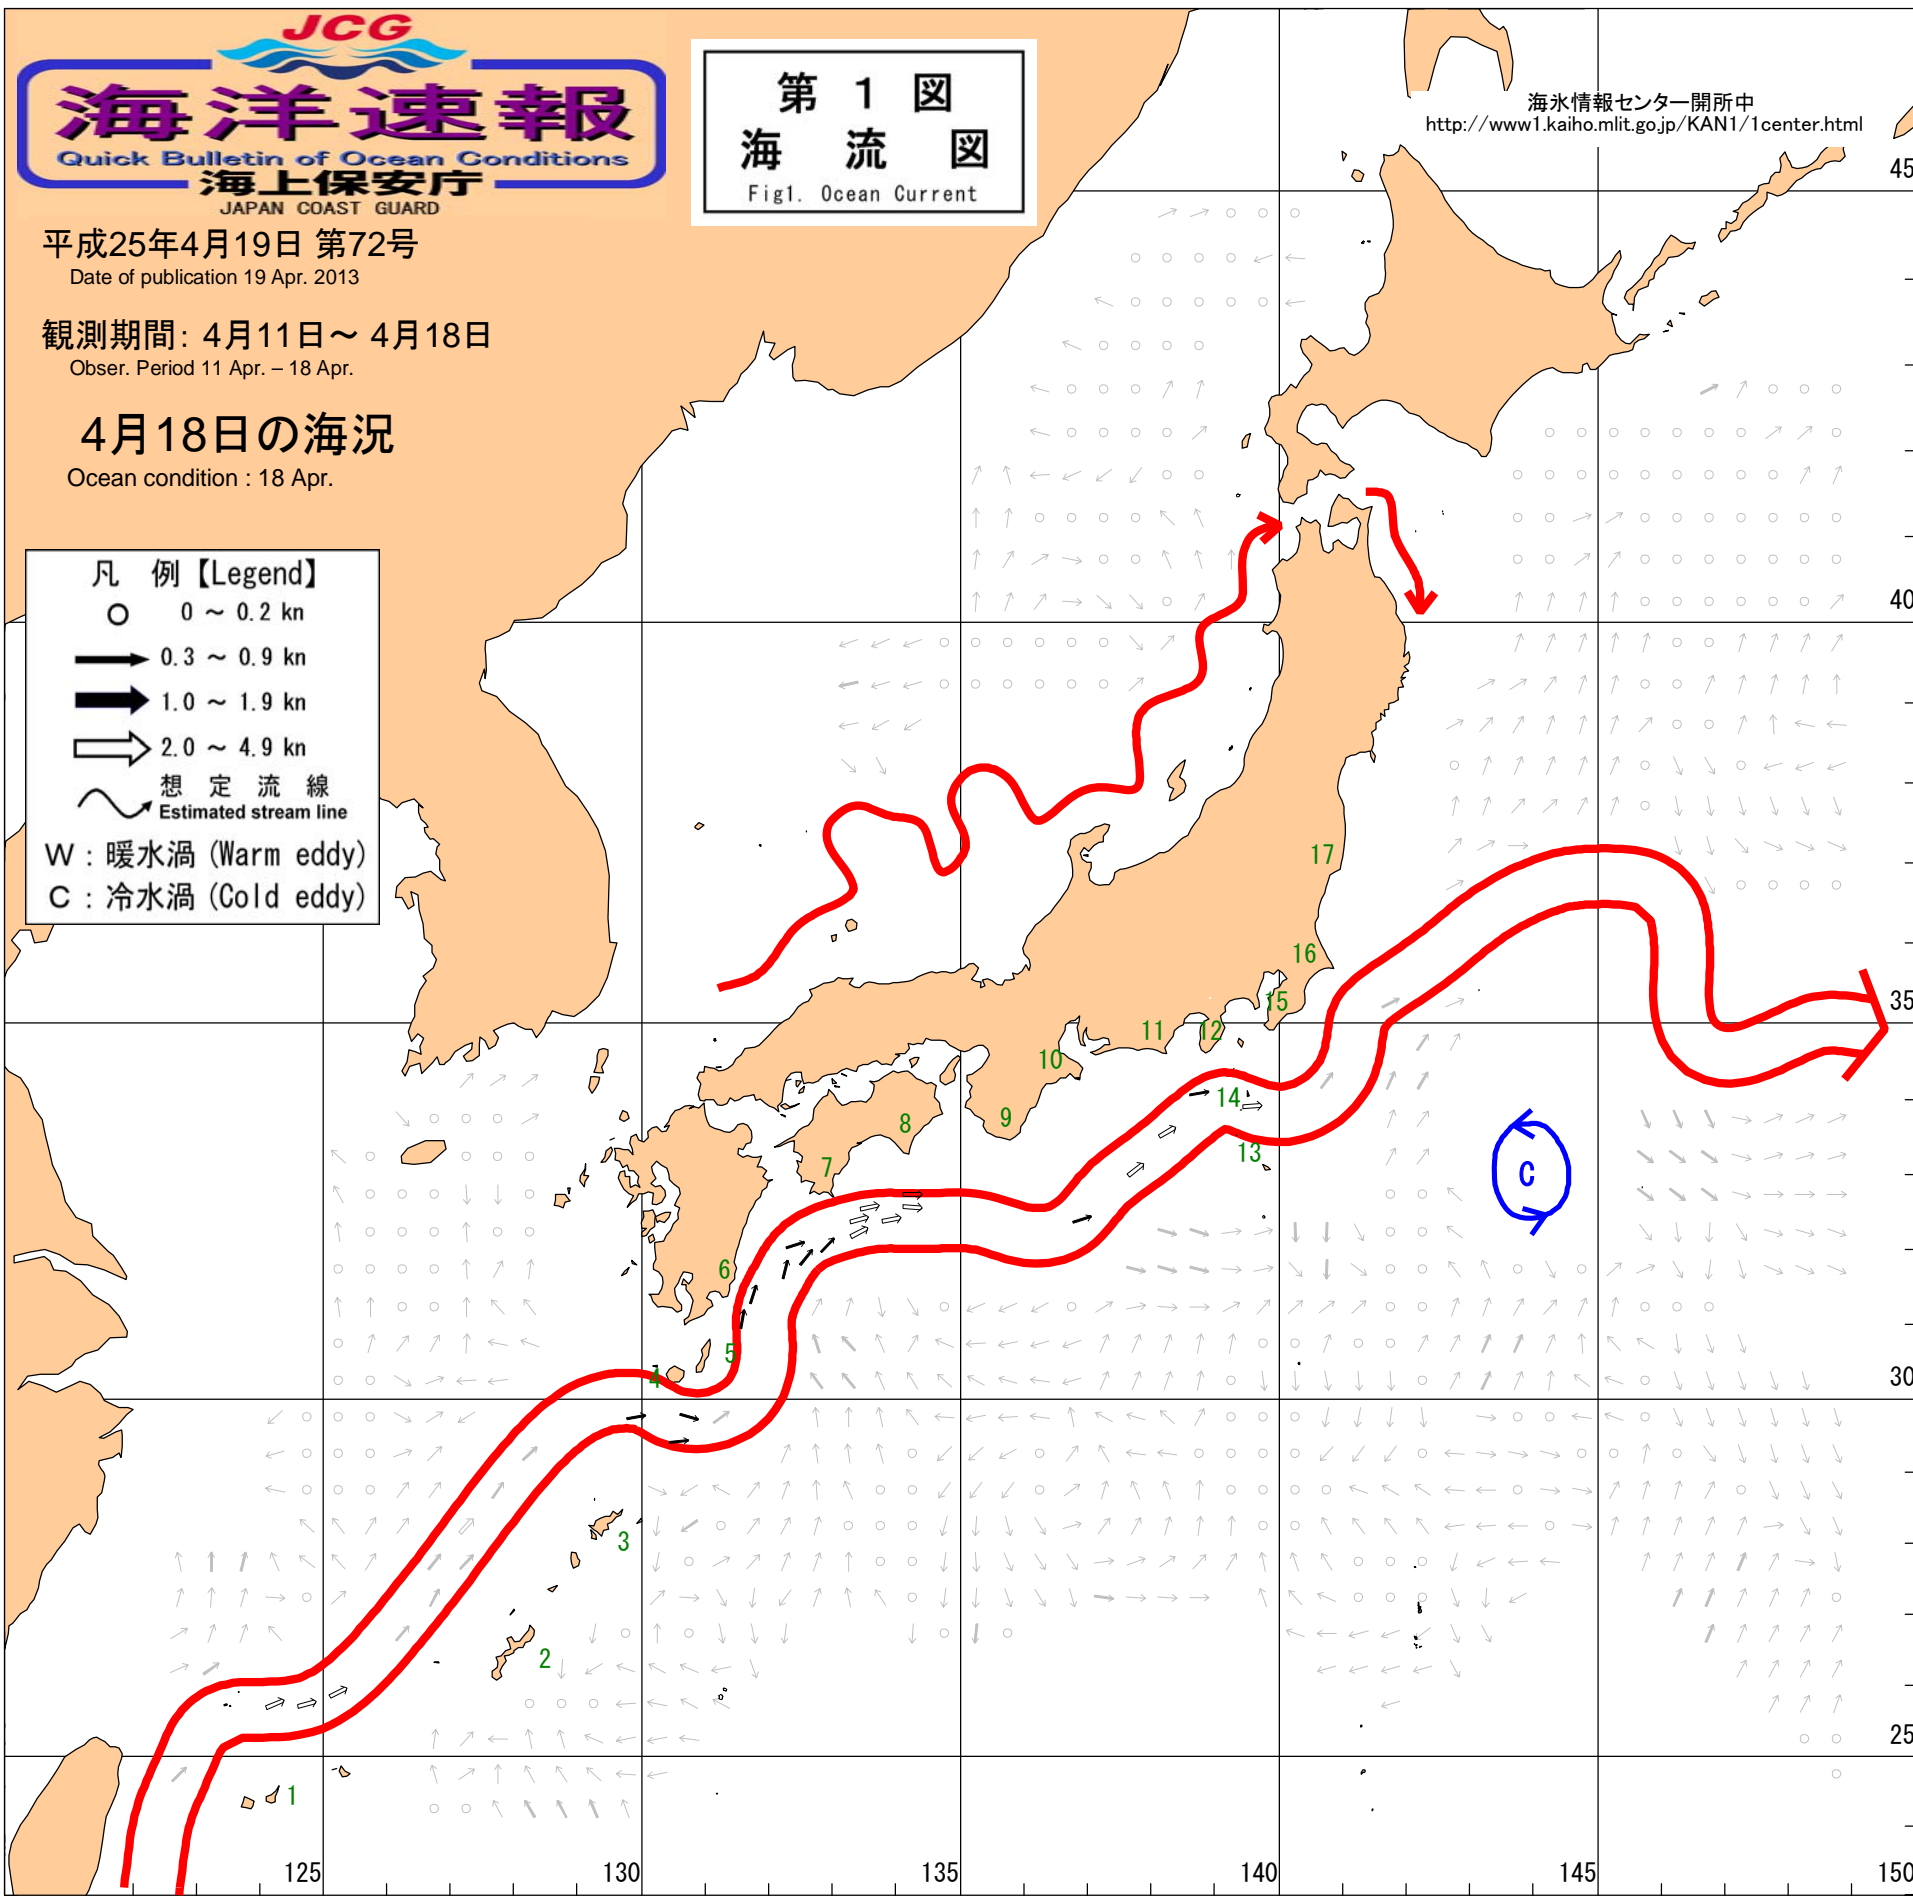 JCG
海洋速報
Quick Bulletin of Ocean Conditions
海上保安庁
JAPAN COAST GUARD
第 1 図
海 流 図
Fig1. Ocean Current
海氷情報センター開所中
http://www1.kaiho.mlit.go.jp/KAN1/1center.html
平成25年4月19日 第72号
Date of publication 19 Apr. 2013
観測期間: 4月11日～ 4月18日
Obser. Period 11 Apr. – 18 Apr.
4月18日の海況
Ocean condition : 18 Apr.
凡 例【Legend】
0 ～ 0.2 kn
0.3 ～ 0.9 kn
1.0 ～ 1.9 kn
2.0 ～ 4.9 kn
想 定 流 線
Estimated stream line
W : 暖水渦 (Warm eddy)
C : 冷水渦 (Cold eddy)
45
40
17
16
35
15
12
11
10
14
9
8
13
7
C
6
5
4
30
3
2
25
1
125
130
135
140
145
150